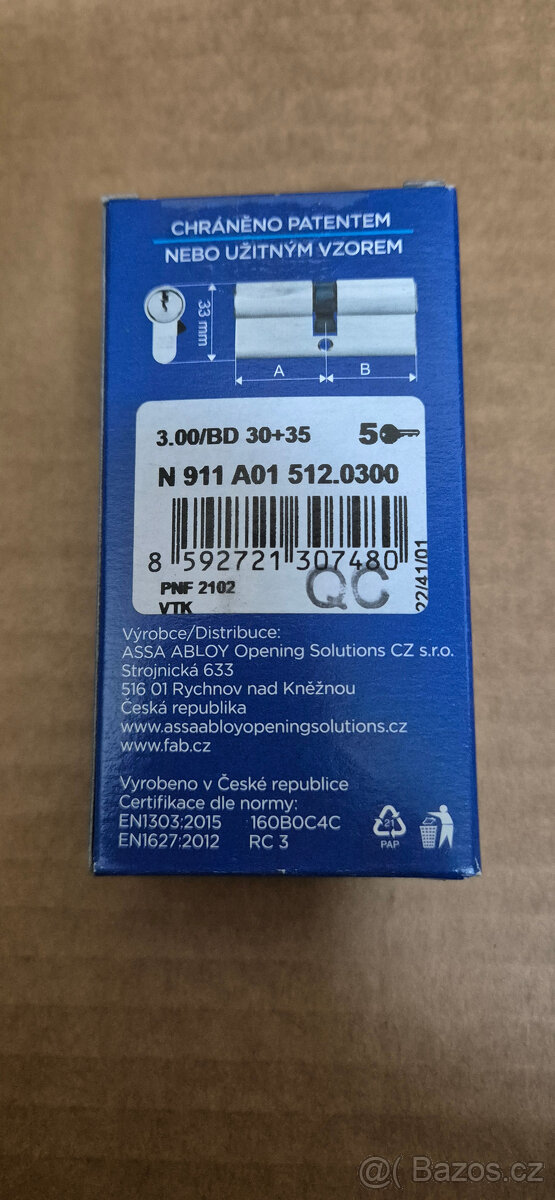 CHRÁNĚNO PATENTEM
NEBO UŽITNÝM VZOREM
33 mm
A B
3.00/BD 30+35 5
N 911 A01 512.0300
8 592721 307480
PNF 2102
VTK
QC
22/41/01
Výrobce/Distribuce:
ASSA ABLOY Opening Solutions CZ s.r.o.
Strojnická 633
516 01 Rychnov nad Kněžnou
Česká republika
www.assaabloyopeningsolutions.cz
www.fab.cz
Vyrobeno v České republice
Certifikace dle normy:
EN1303:2015 160B0C4C
EN1627:2012 RC 3
21
PAP
@ Bazos.cz